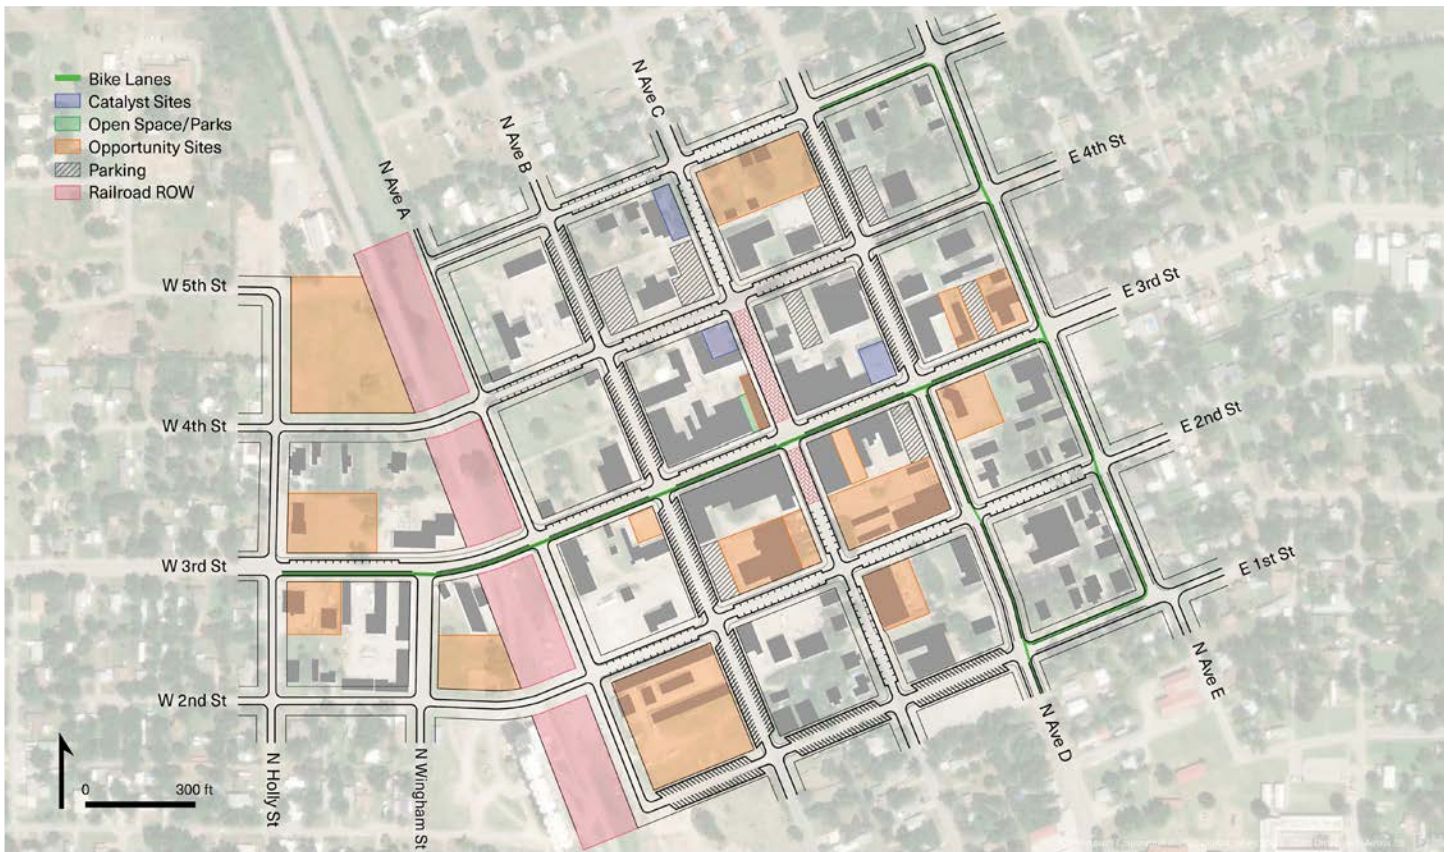 Bike Lanes
Catalyst Sites
Open Space/Parks
Opportunity Sites
Parking
Railroad ROW
N Ave A
N Ave B
N Ave C
E 4th St
E 3rd St
E 2nd St
E 1st St
W 5th St
W 4th St
W 3rd St
W 2nd St
N Holly St
N Wingham St
N Ave D
N Ave E
0 300 ft